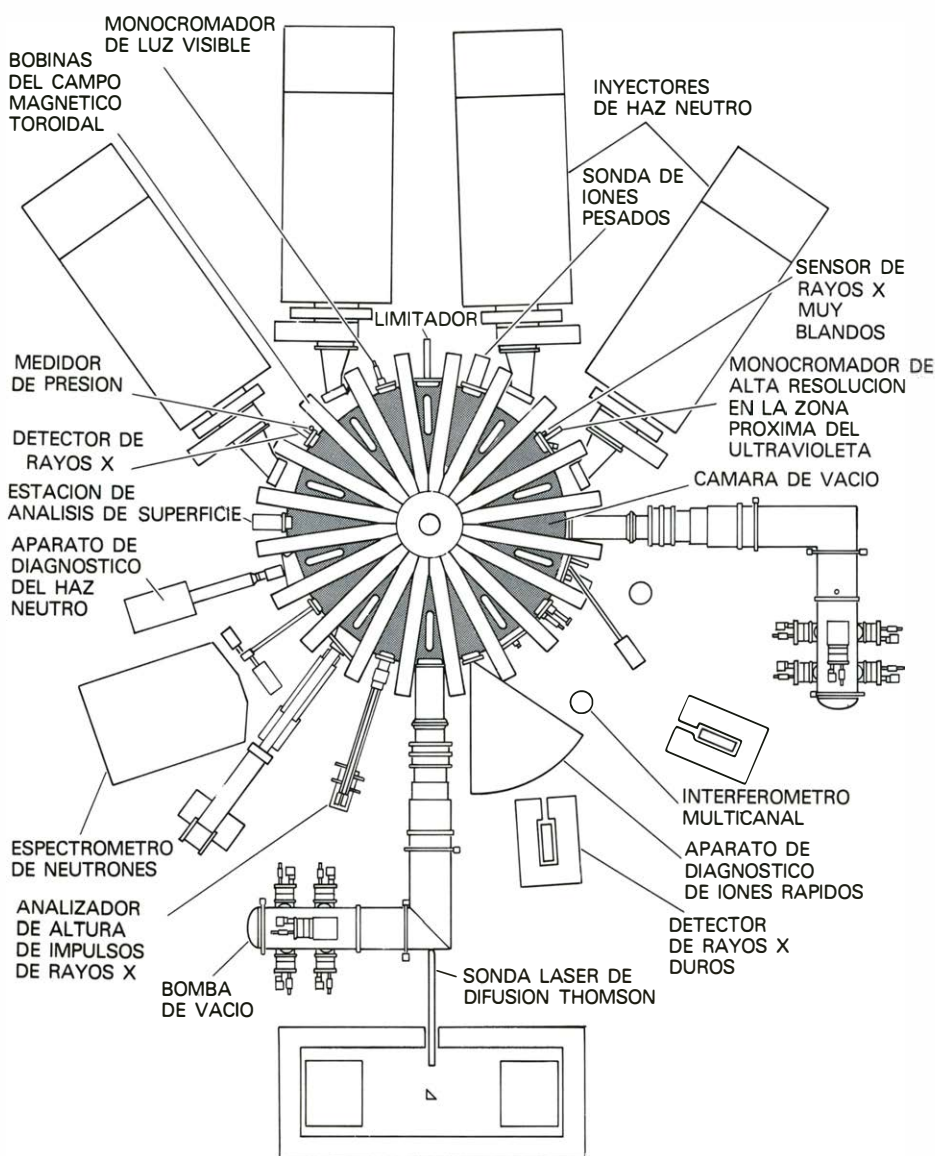 MONOCROMADOR
DE LUZ VISIBLE
BOBINAS
DEL CAMPO
MAGNETICO
TOROIDAL
INYECTORES
DE HAZ NEUTRO
SONDA DE
IONES
PESADOS
SENSOR DE
RAYOS X
MUY
BLANDOS
LIMITADOR
MEDIDOR
DE PRESION
MONOCROMADOR DE
ALTA RESOLUCION
EN LA ZONA
PROXIMA DEL
ULTRAVIOLETA
DETECTOR DE
RAYOS X
CAMARA DE VACIO
ESTACION DE
ANALISIS DE SUPERFICIE
APARATO DE
DIAGNOSTICO
DEL HAZ
NEUTRO
ESPECTROMETRO
DE NEUTRONES
INTERFEROMETRO
MULTICANAL
APARATO DE
DIAGNOSTICO
DE IONES RAPIDOS
ANALIZADOR
DE ALTURA
DE IMPULSOS
DE RAYOS X
DETECTOR
DE RAYOS X
DUROS
BOMBA
DE VACIO
SONDA LASER DE
DIFUSION THOMSON